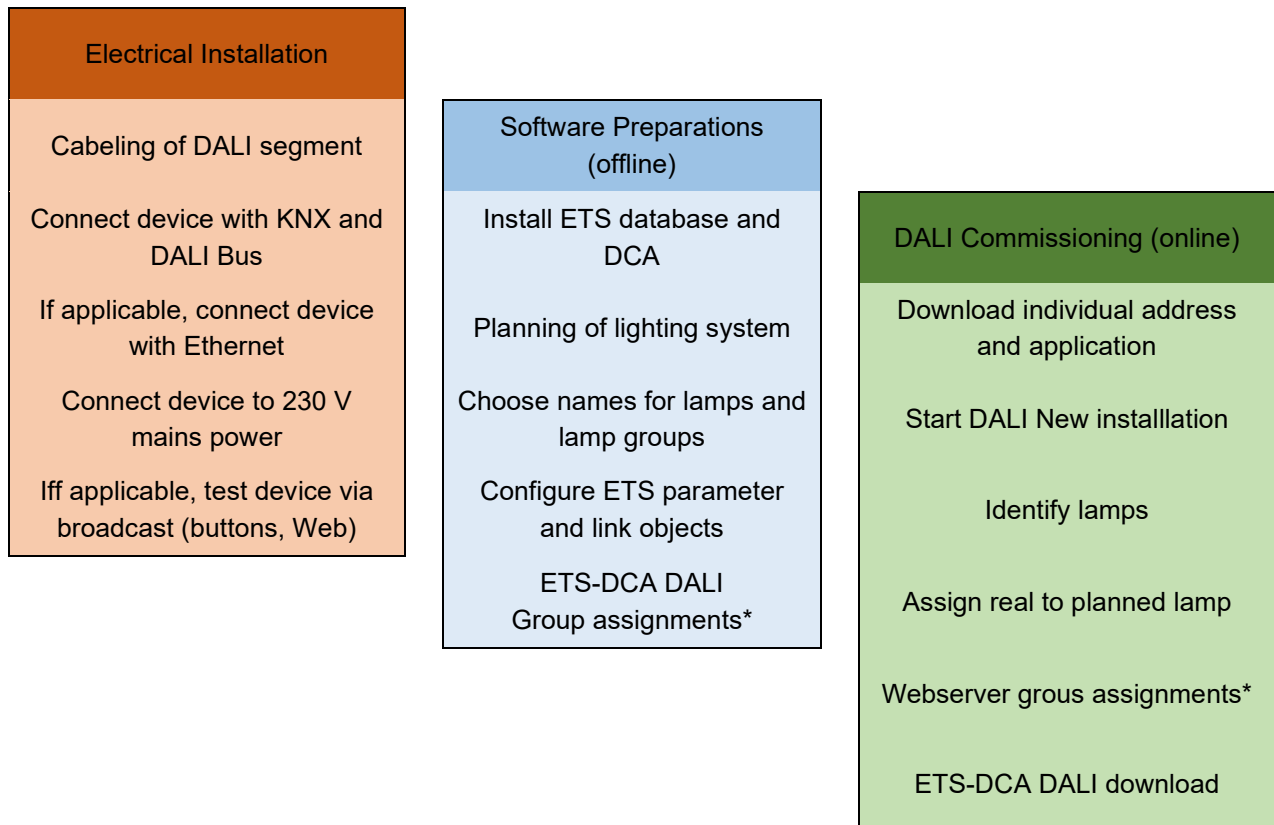 Electrical Installation
Cabeling of DALI segment
Connect device with KNX and
DALI Bus
If applicable, connect device
with Ethernet
Connect device to 230 V
mains power
Iff applicable, test device via
broadcast (buttons, Web)
Software Preparations
(offline)
Install ETS database and
DCA
Planning of lighting system
Choose names for lamps and
lamp groups
Configure ETS parameter
and link objects
ETS-DCA DALI
Group assignments*
DALI Commissioning (online)
Download individual address
and application
Start DALI New installlation
Identify lamps
Assign real to planned lamp
Webserver grous assignments*
ETS-DCA DALI download